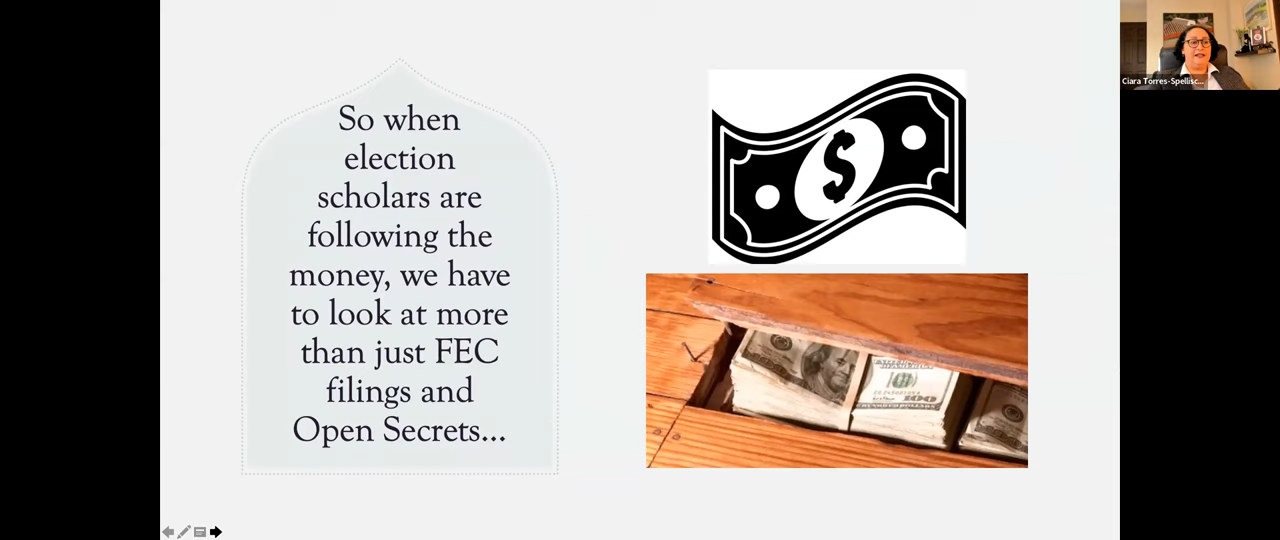 So when
election
scholars are
following the
money, we have
to look at more
than just FEC
filings and
Open Secrets...
$
100
Ciara Torres-Spellisc...